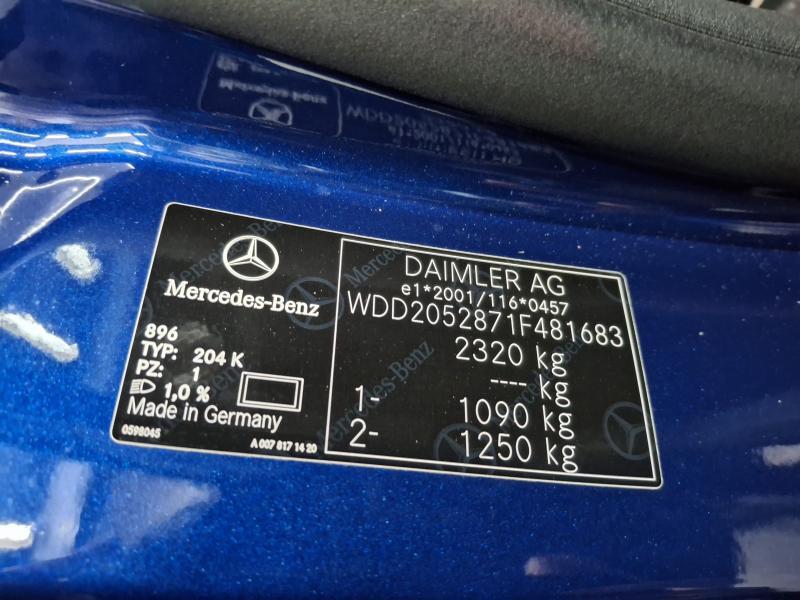 Mercedes-Benz
896
TYP: 204 K
PZ: 1
1,0 %
Made in Germany
0598045
A 007 817 14 20
DAIMLER AG
e1*2001/116*0457
WDD2052871F481683
2320 kg
---- kg
1- 1090 kg
2- 1250 kg